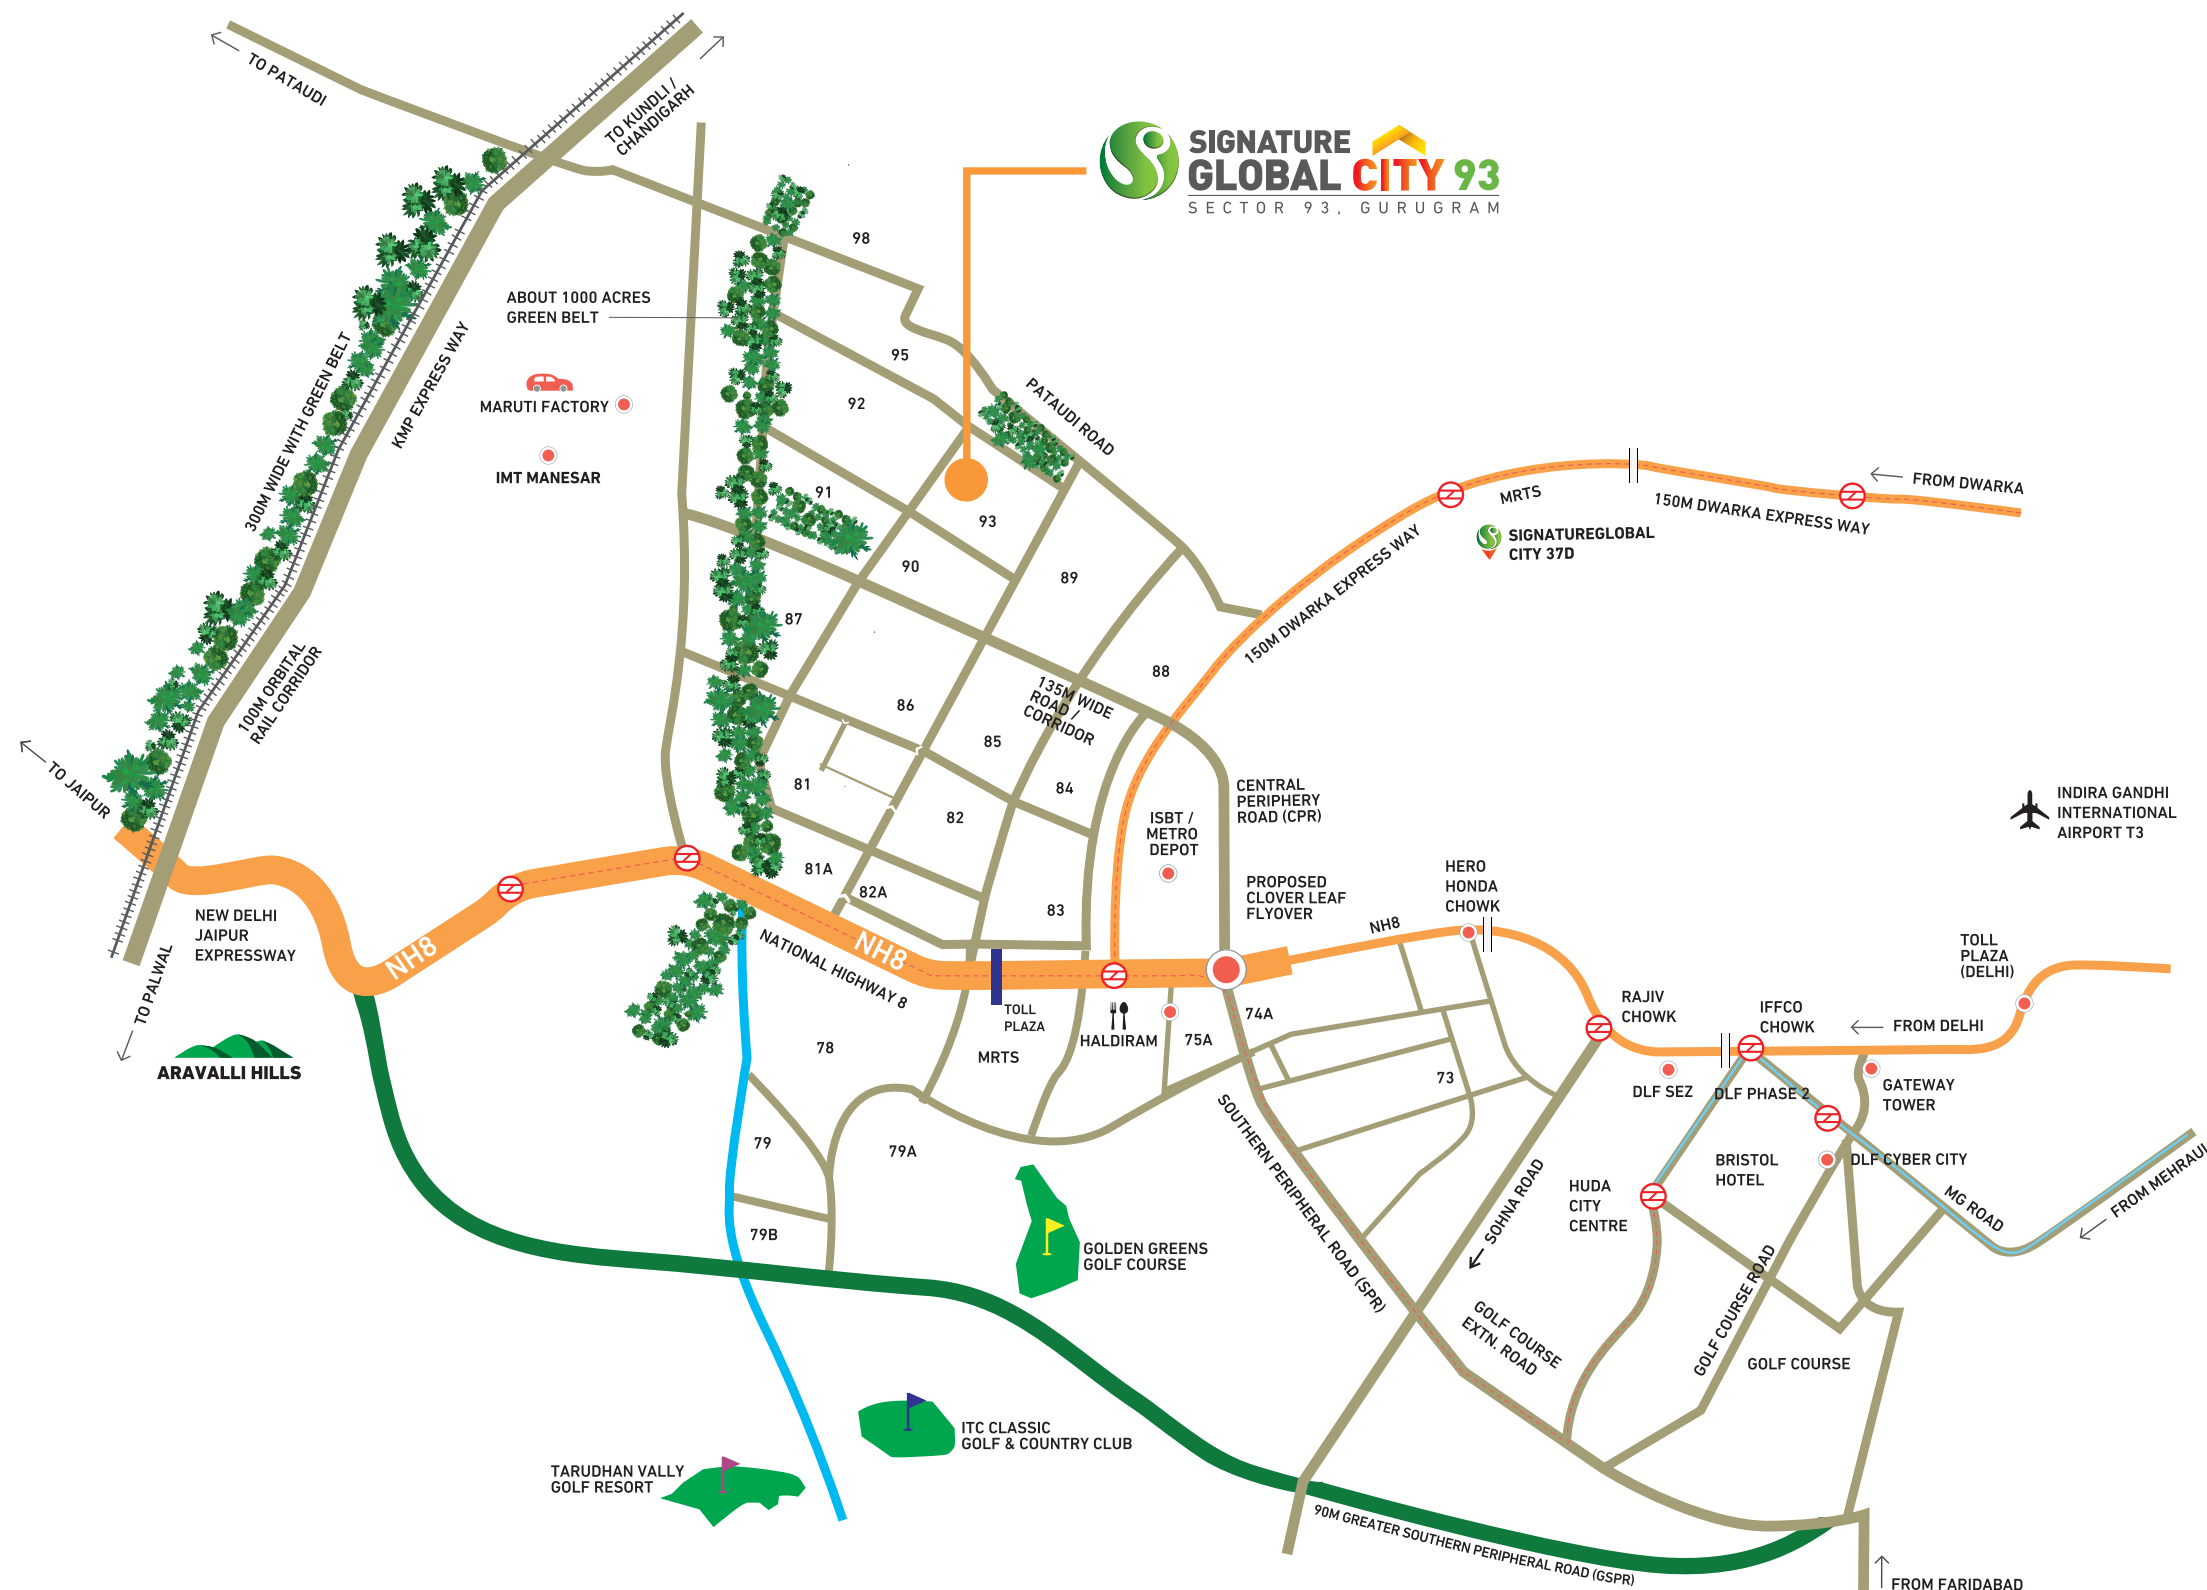 TO PATAUDI
TO KUNDLI /
CHANDIGARH
SIGNATURE
GLOBAL CITY 93
SECTOR 93, GURUGRAM
98
ABOUT 1000 ACRES
GREEN BELT
95
MARUTI FACTORY
92
PATAUDI ROAD
300M WIDE WITH GREEN BELT
KMP EXPRESS WAY
IMT MANESAR
91
93
MRTS
150M DWARKA EXPRESS WAY
FROM DWARKA
SIGNATUREGLOBAL
CITY 37D
90
89
150M DWARKA EXPRESS WAY
87
88
100M ORBITAL
RAIL CORRIDOR
86
135M WIDE
ROAD /
CORRIDOR
85
TO JAIPUR
81
84
82
CENTRAL
PERIPHERY
ROAD (CPR)
ISBT /
METRO
DEPOT
INDIRA GANDHI
INTERNATIONAL
AIRPORT T3
81A
82A
83
PROPOSED
CLOVER LEAF
FLYOVER
HERO
HONDA
CHOWK
NH8
NEW DELHI
JAIPUR
EXPRESSWAY
NH8
NATIONAL HIGHWAY 8
NH8
TO PALWAL
TOLL
PLAZA
(DELHI)
TOLL
PLAZA
MRTS
HALDIRAM
75A
74A
RAJIV
CHOWK
IFFCO
CHOWK
FROM DELHI
78
ARAVALLI HILLS
73
DLF SEZ
DLF PHASE 2
GATEWAY
TOWER
79
79A
SOUTHERN PERIPHERAL ROAD (SPR)
BRISTOL
HOTEL
DLF CYBER CITY
HUDA
CITY
CENTRE
SOHNA ROAD
MG ROAD
FROM MEHRAULI
79B
GOLDEN GREENS
GOLF COURSE
GOLF COURSE
EXTN. ROAD
GOLF COURSE ROAD
GOLF COURSE
ITC CLASSIC
GOLF & COUNTRY CLUB
TARUDHAN VALLY
GOLF RESORT
90M GREATER SOUTHERN PERIPHERAL ROAD (GSPR)
FROM FARIDABAD